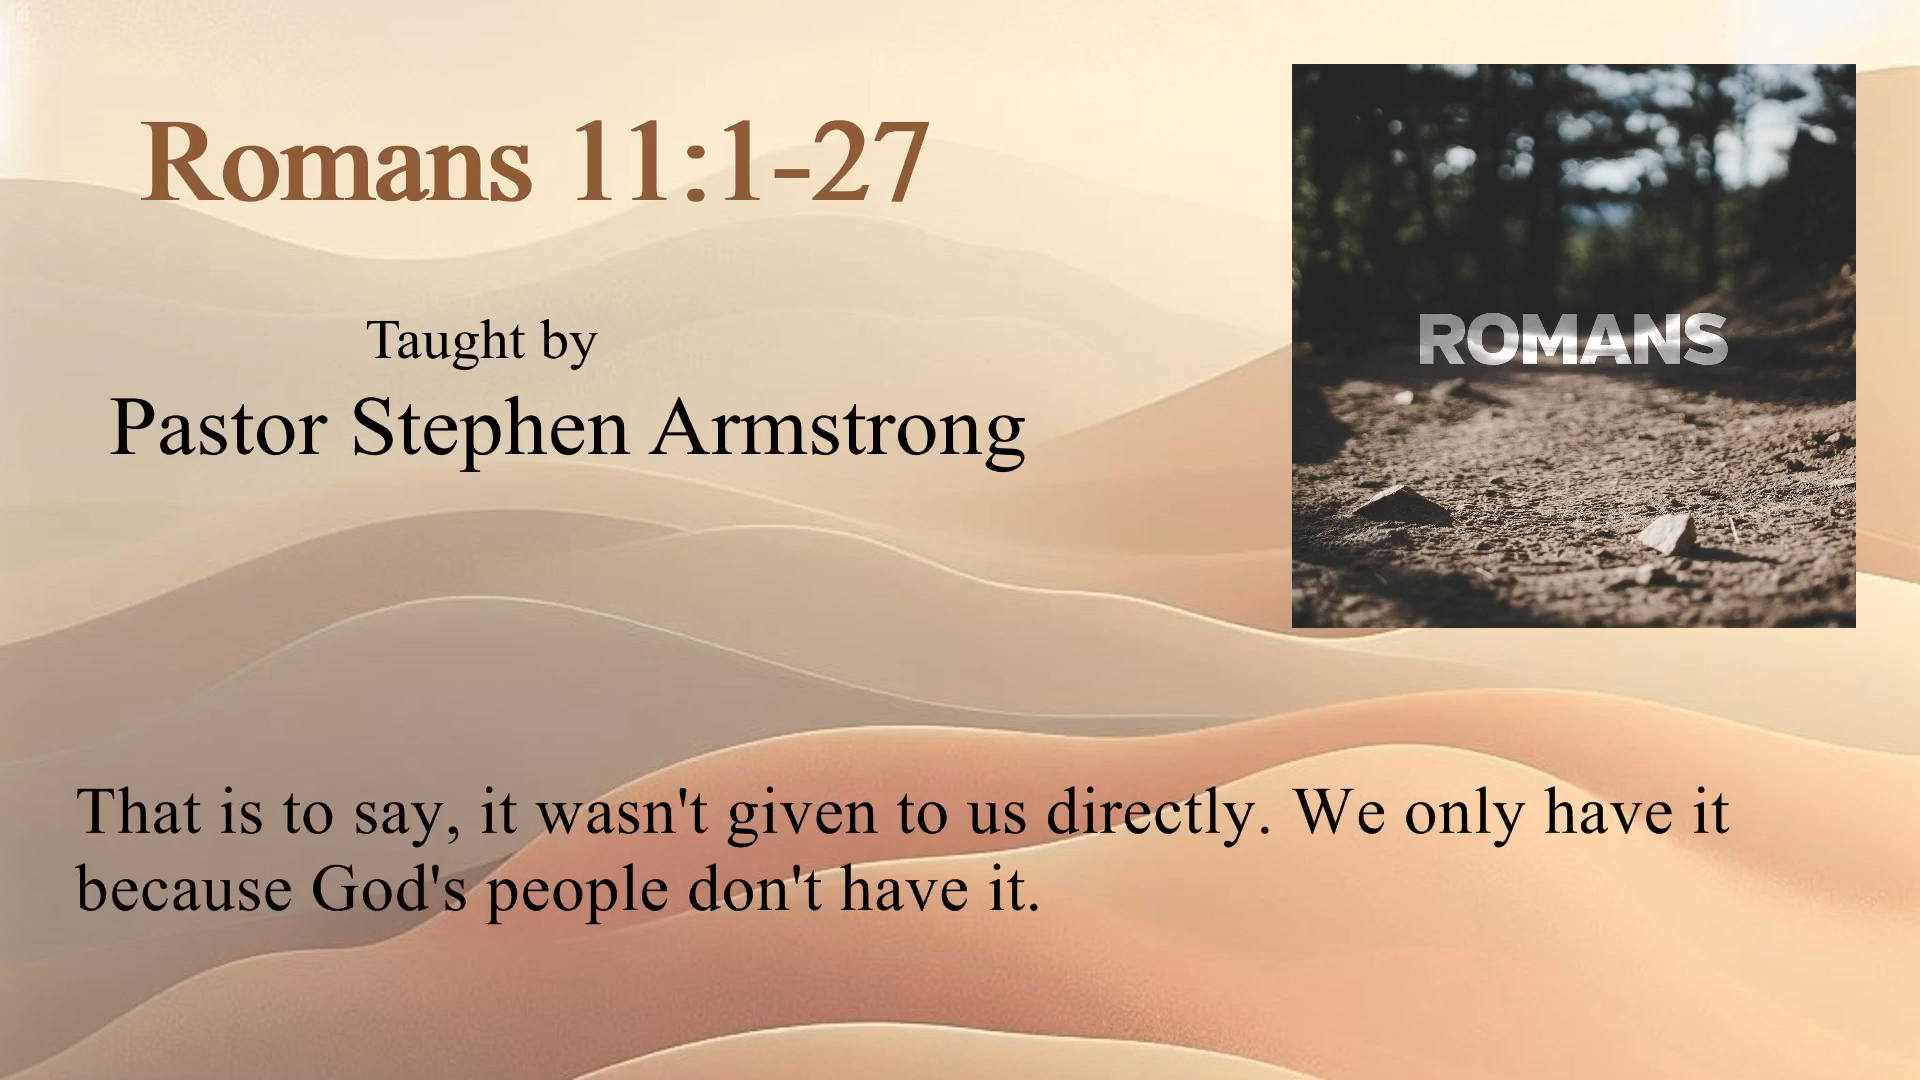 Romans 11:1-27
Taught by
Pastor Stephen Armstrong
ROMANS
That is to say, it wasn't given to us directly. We only have it
because God's people don't have it.